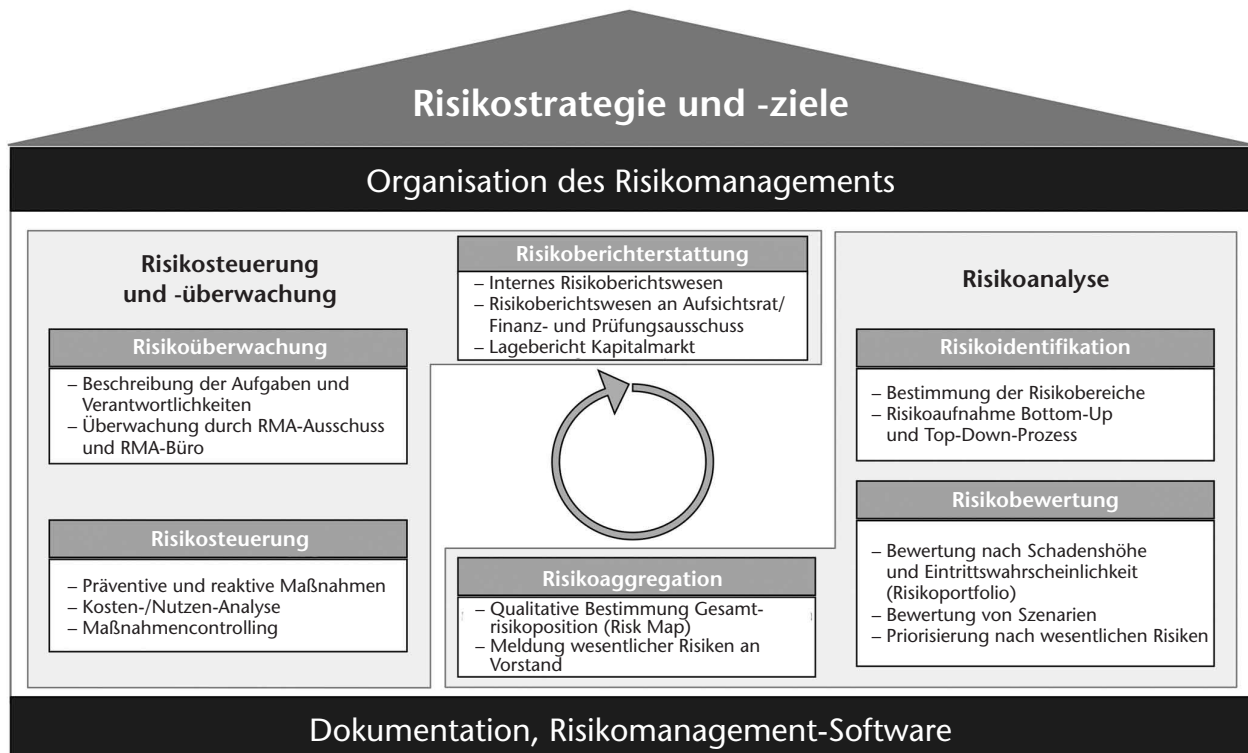 Risikostrategie und -ziele
Organisation des Risikomanagements
Risikosteuerung
und -überwachung
Risikoüberwachung
– Beschreibung der Aufgaben und
Verantwortlichkeiten
– Überwachung durch RMA-Ausschuss
und RMA-Büro
Risikosteuerung
– Präventive und reaktive Maßnahmen
– Kosten-/Nutzen-Analyse
– Maßnahmencontrolling
Risikoberichterstattung
– Internes Risikoberichtswesen
– Risikoberichtswesen an Aufsichtsrat/
Finanz- und Prüfungsausschuss
– Lagebericht Kapitalmarkt
Risikoaggregation
– Qualitative Bestimmung Gesamt-
risikoposition (Risk Map)
– Meldung wesentlicher Risiken an
Vorstand
Risikoanalyse
Risikoidentifikation
– Bestimmung der Risikobereiche
– Risikoaufnahme Bottom-Up
und Top-Down-Prozess
Risikobewertung
– Bewertung nach Schadenshöhe
und Eintrittswahrscheinlichkeit
(Risikoportfolio)
– Bewertung von Szenarien
– Priorisierung nach wesentlichen Risiken
Dokumentation, Risikomanagement-Software